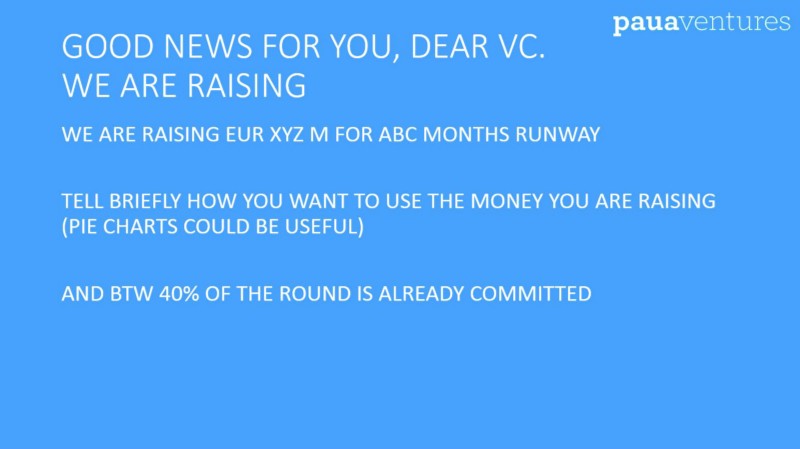 pauaventures
GOOD NEWS FOR YOU, DEAR VC.
WE ARE RAISING
WE ARE RAISING EUR XYZ M FOR ABC MONTHS RUNWAY
TELL BRIEFLY HOW YOU WANT TO USE THE MONEY YOU ARE RAISING
(PIE CHARTS COULD BE USEFUL)
AND BTW 40% OF THE ROUND IS ALREADY COMMITTED